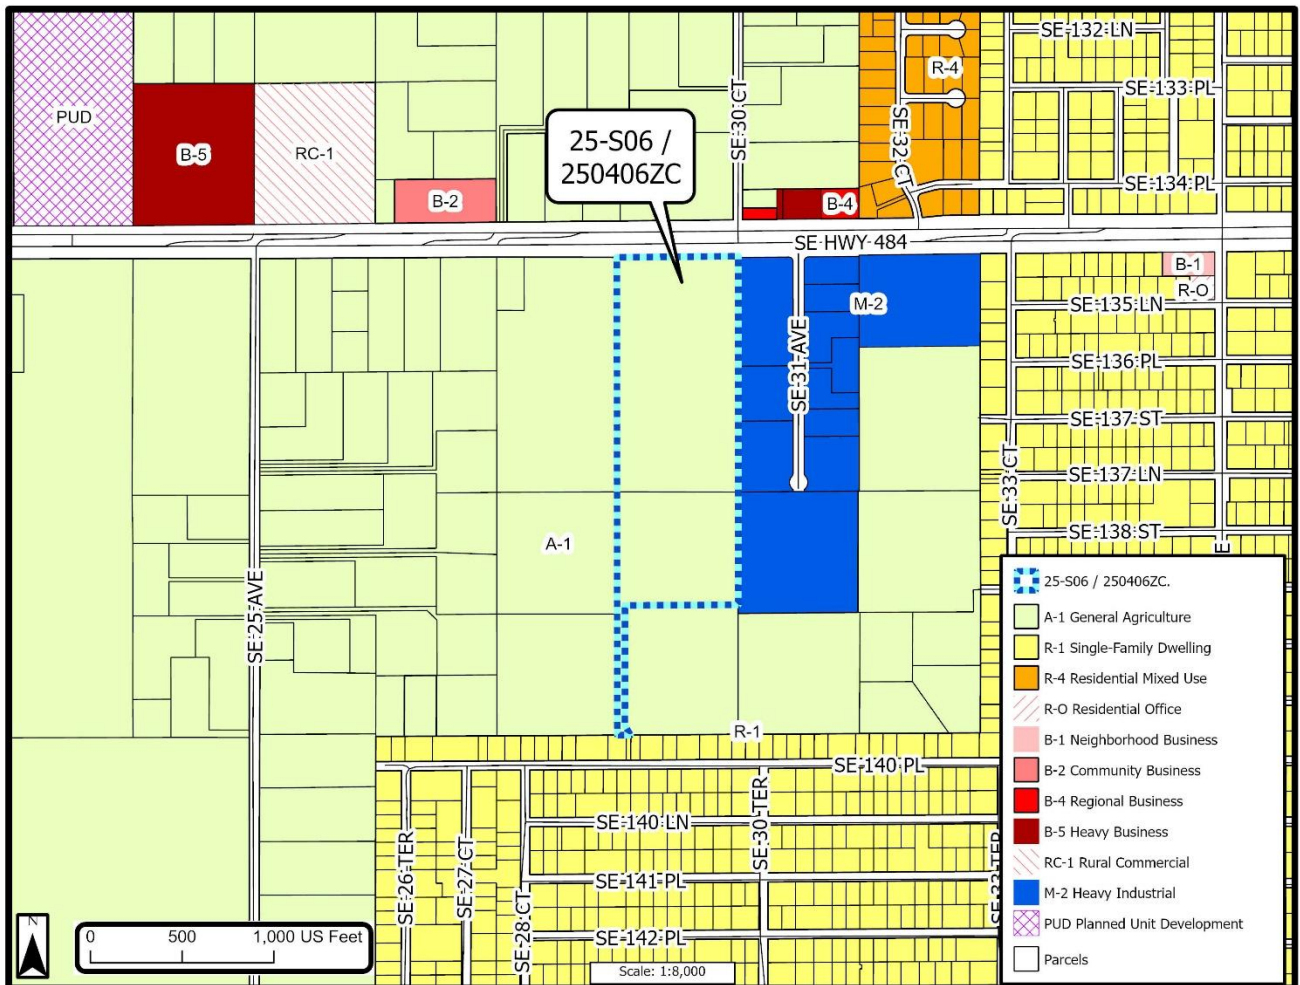 SE 132 LN
R-4
SE 133 PL
PUD
SE 30 CT
25-S06 /
250406ZC
SE 32 CT
B-5
RC-1
B-2
SE 134 PL
B-4
SE HWY 484
B-1
R-O
M-2
SE 135 LN
SE 31 AVE
SE 136 PL
SE 137 ST
SE 33 CT
SE 137 LN
SE 138 ST
A-1
E
SE 25 AVE
R-1
SE 140 PL
SE 140 LN
SE 30 TER
SE 26 TER
SE 27 CT
SE 28 CT
SE 141 PL
SE 33 TER
SE 142 PL
25-S06 / 250406ZC.
A-1 General Agriculture
R-1 Single-Family Dwelling
R-4 Residential Mixed Use
R-O Residential Office
B-1 Neighborhood Business
B-2 Community Business
B-4 Regional Business
B-5 Heavy Business
RC-1 Rural Commercial
M-2 Heavy Industrial
PUD Planned Unit Development
Parcels
N
0 500 1,000 US Feet
Scale: 1:8,000